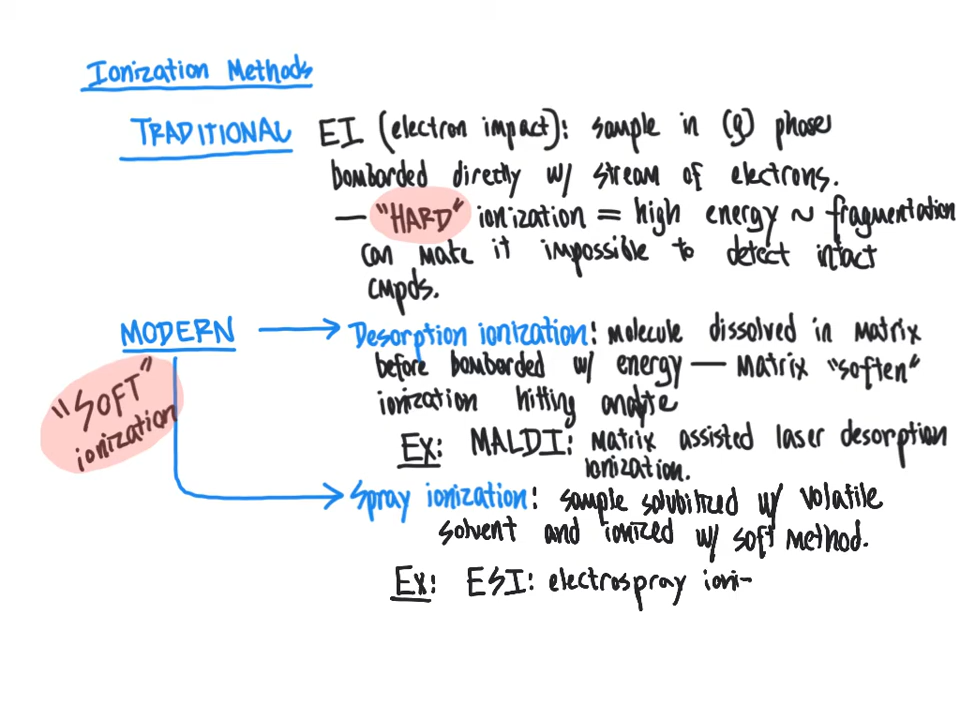 Ionization Methods
TRADITIONAL EI (electron impact): sample in (g) phase
bombarded directly w/ stream of electrons.
— "HARD" ionization = high energy ~ fragmentation
can make it impossible to detect intact
cmpds.
MODERN → Desorption ionization: molecule dissolved in matrix
before bombarded w/ energy — matrix "soften"
ionization hitting analyte
"SOFT"
ionization
Ex: MALDI: matrix assisted laser desorption
ionization.
→ Spray ionization: sample solubilized w/ volatile
solvent and ionized w/ soft method.
Ex: ESI: electrospray ioni-